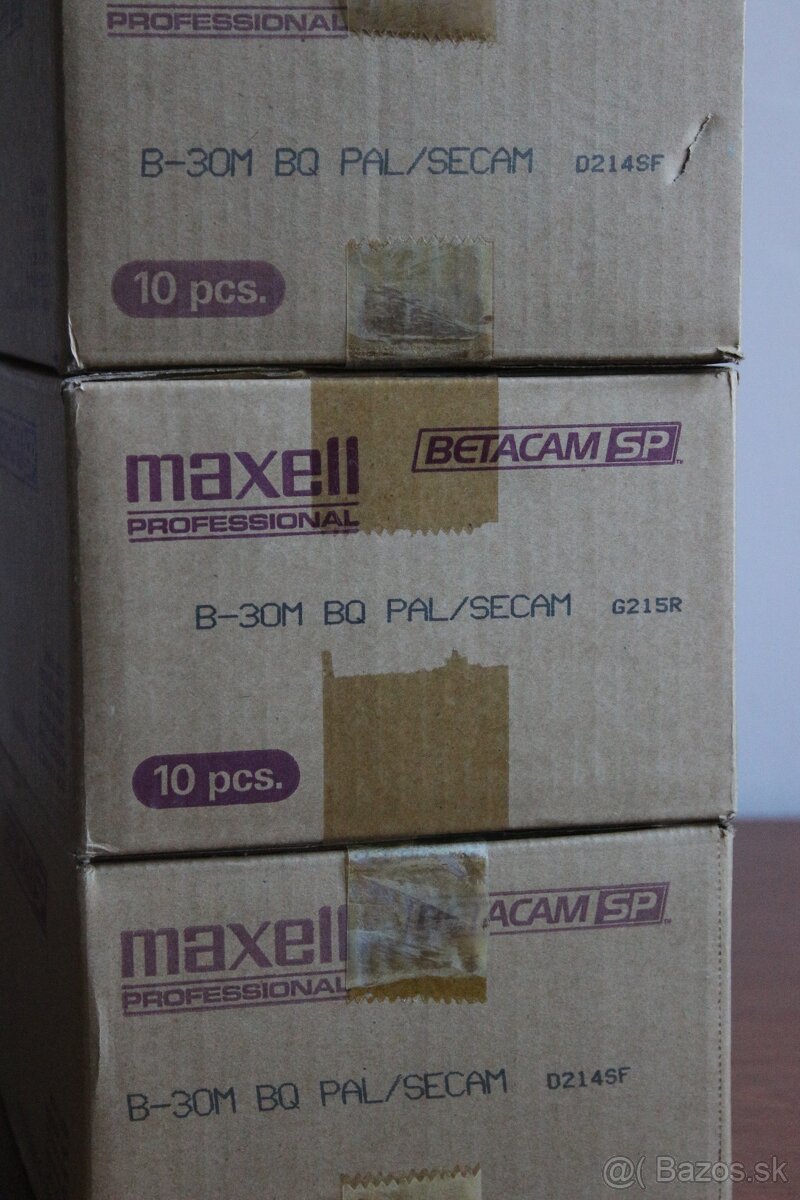 PROFESSIONAL
B-30M BQ PAL/SECAM D214SF
10 pcs.
maxell BETACAM SP
PROFESSIONAL
B-30M BQ PAL/SECAM G215R
10 pcs.
maxell ACAM SP
PROFESSIONAL
B-30M BQ PAL/SECAM D214SF
@( Bazos.sk